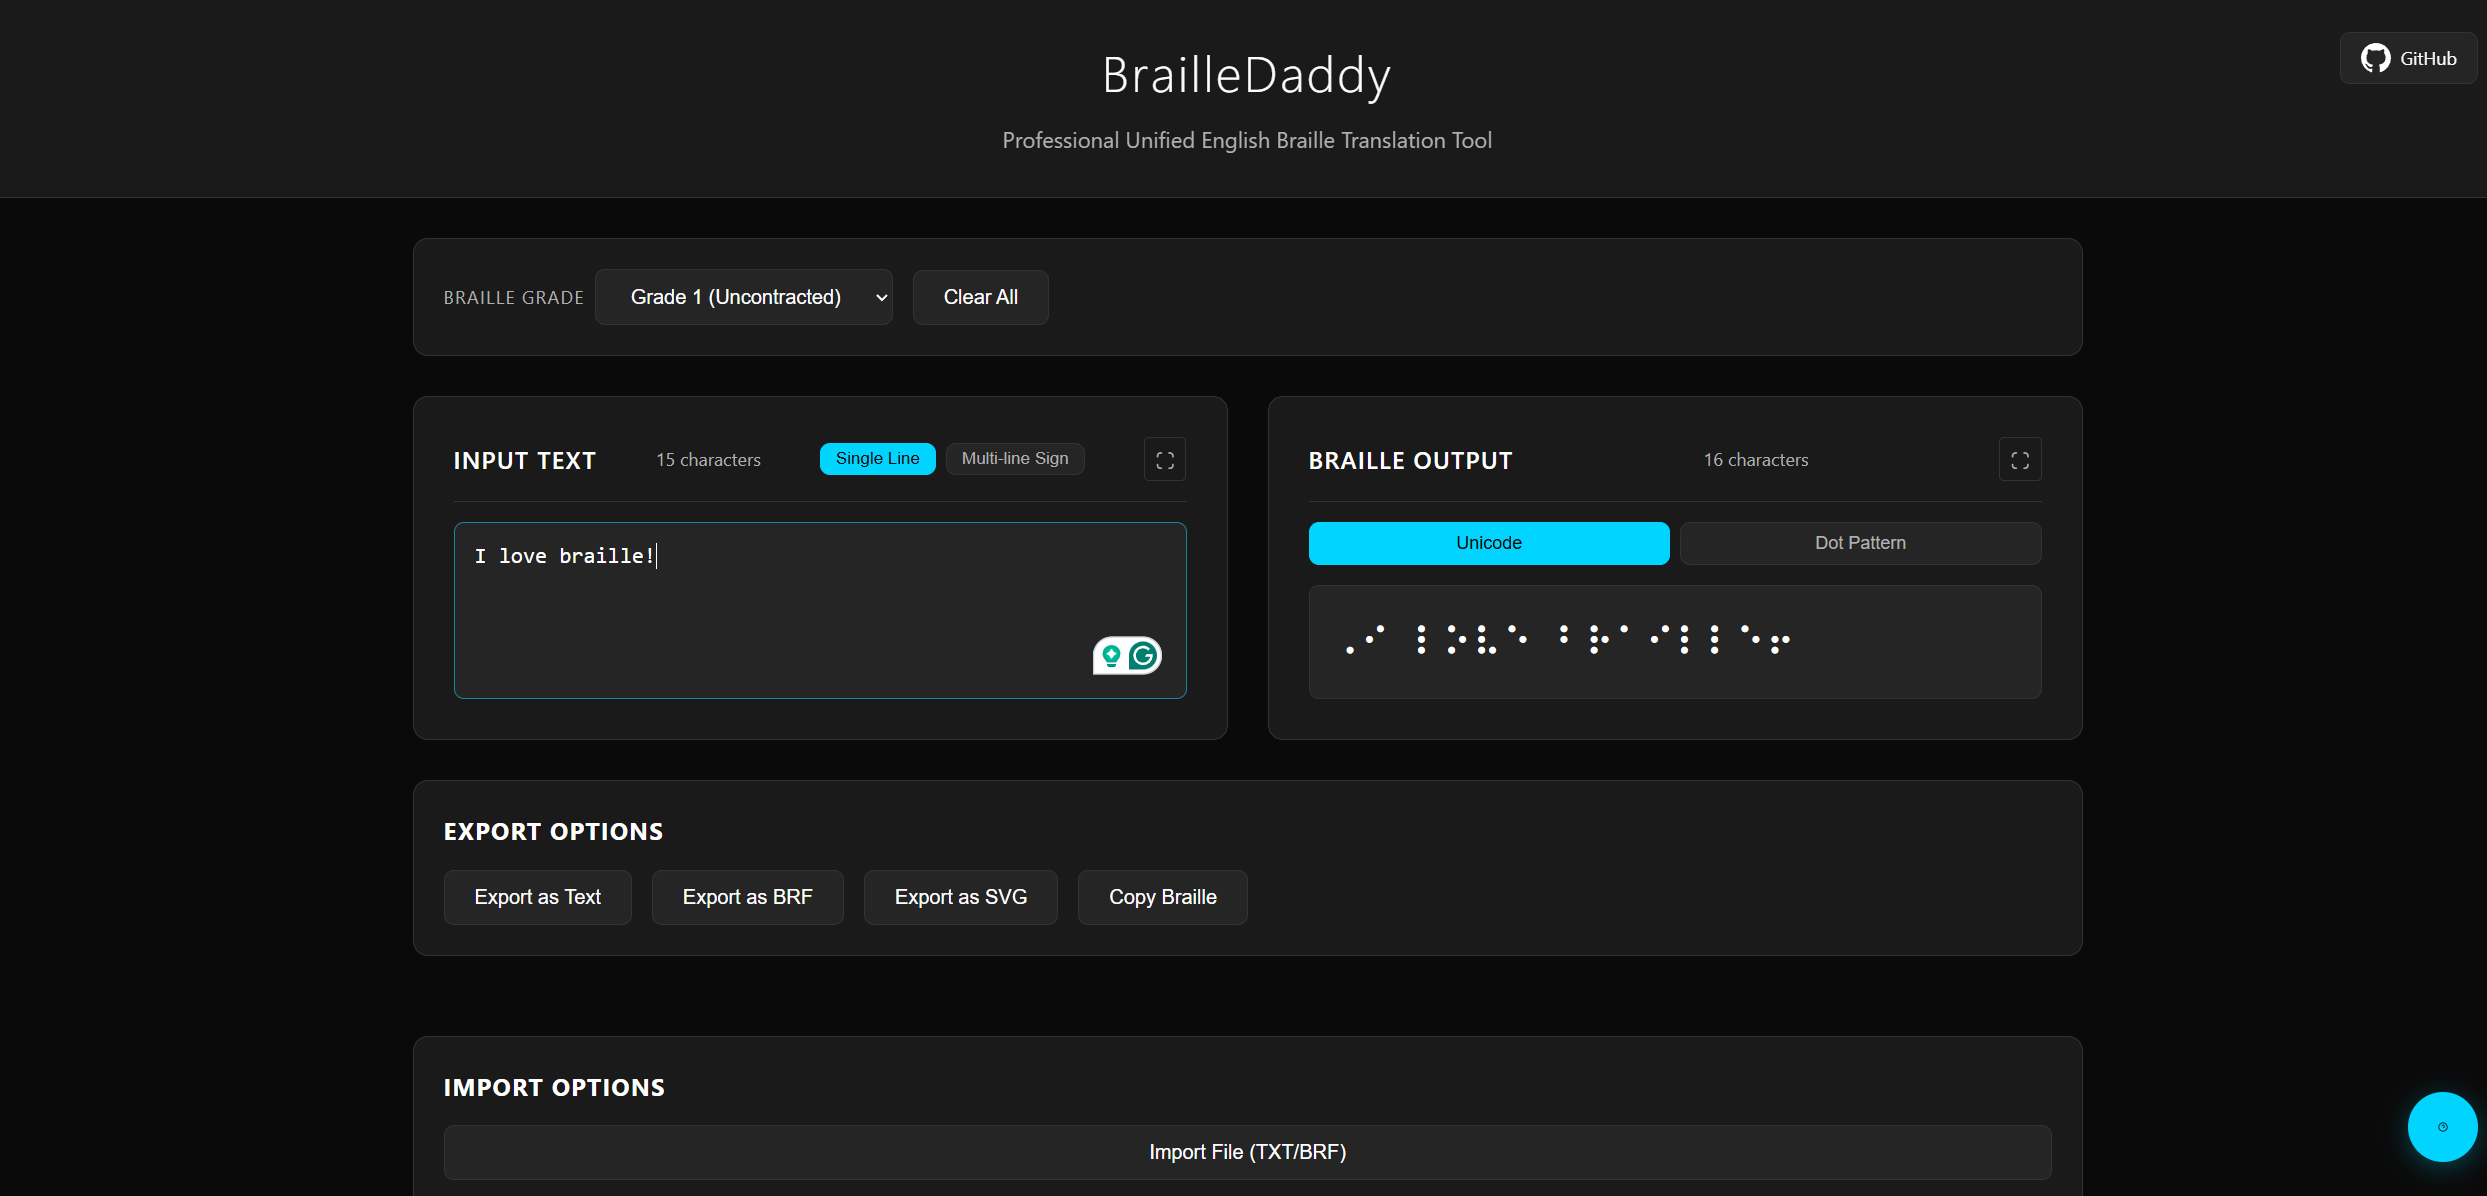 BrailleDaddy
GitHub
Professional Unified English Braille Translation Tool
BRAILLE GRADE Grade 1 (Uncontracted) Clear All
INPUT TEXT 15 characters Single Line Multi-line Sign
I love braille!
BRAILLE OUTPUT 16 characters
Unicode Dot Pattern
⠠⠊ ⠇⠕⠧⠑ ⠃⠗⠁⠊⠇⠇⠑⠖
EXPORT OPTIONS
Export as Text Export as BRF Export as SVG Copy Braille
IMPORT OPTIONS
Import File (TXT/BRF)